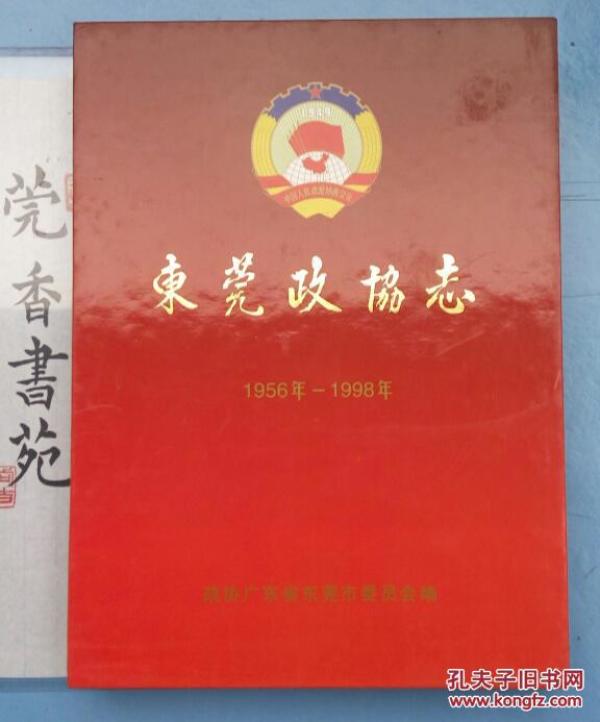 1949
中国人民政治协商会议
東莞政協志
1956年－1998年
政协广东省东莞市委员会编
莞香書苑
孔夫子旧书网
www.kongfz.com